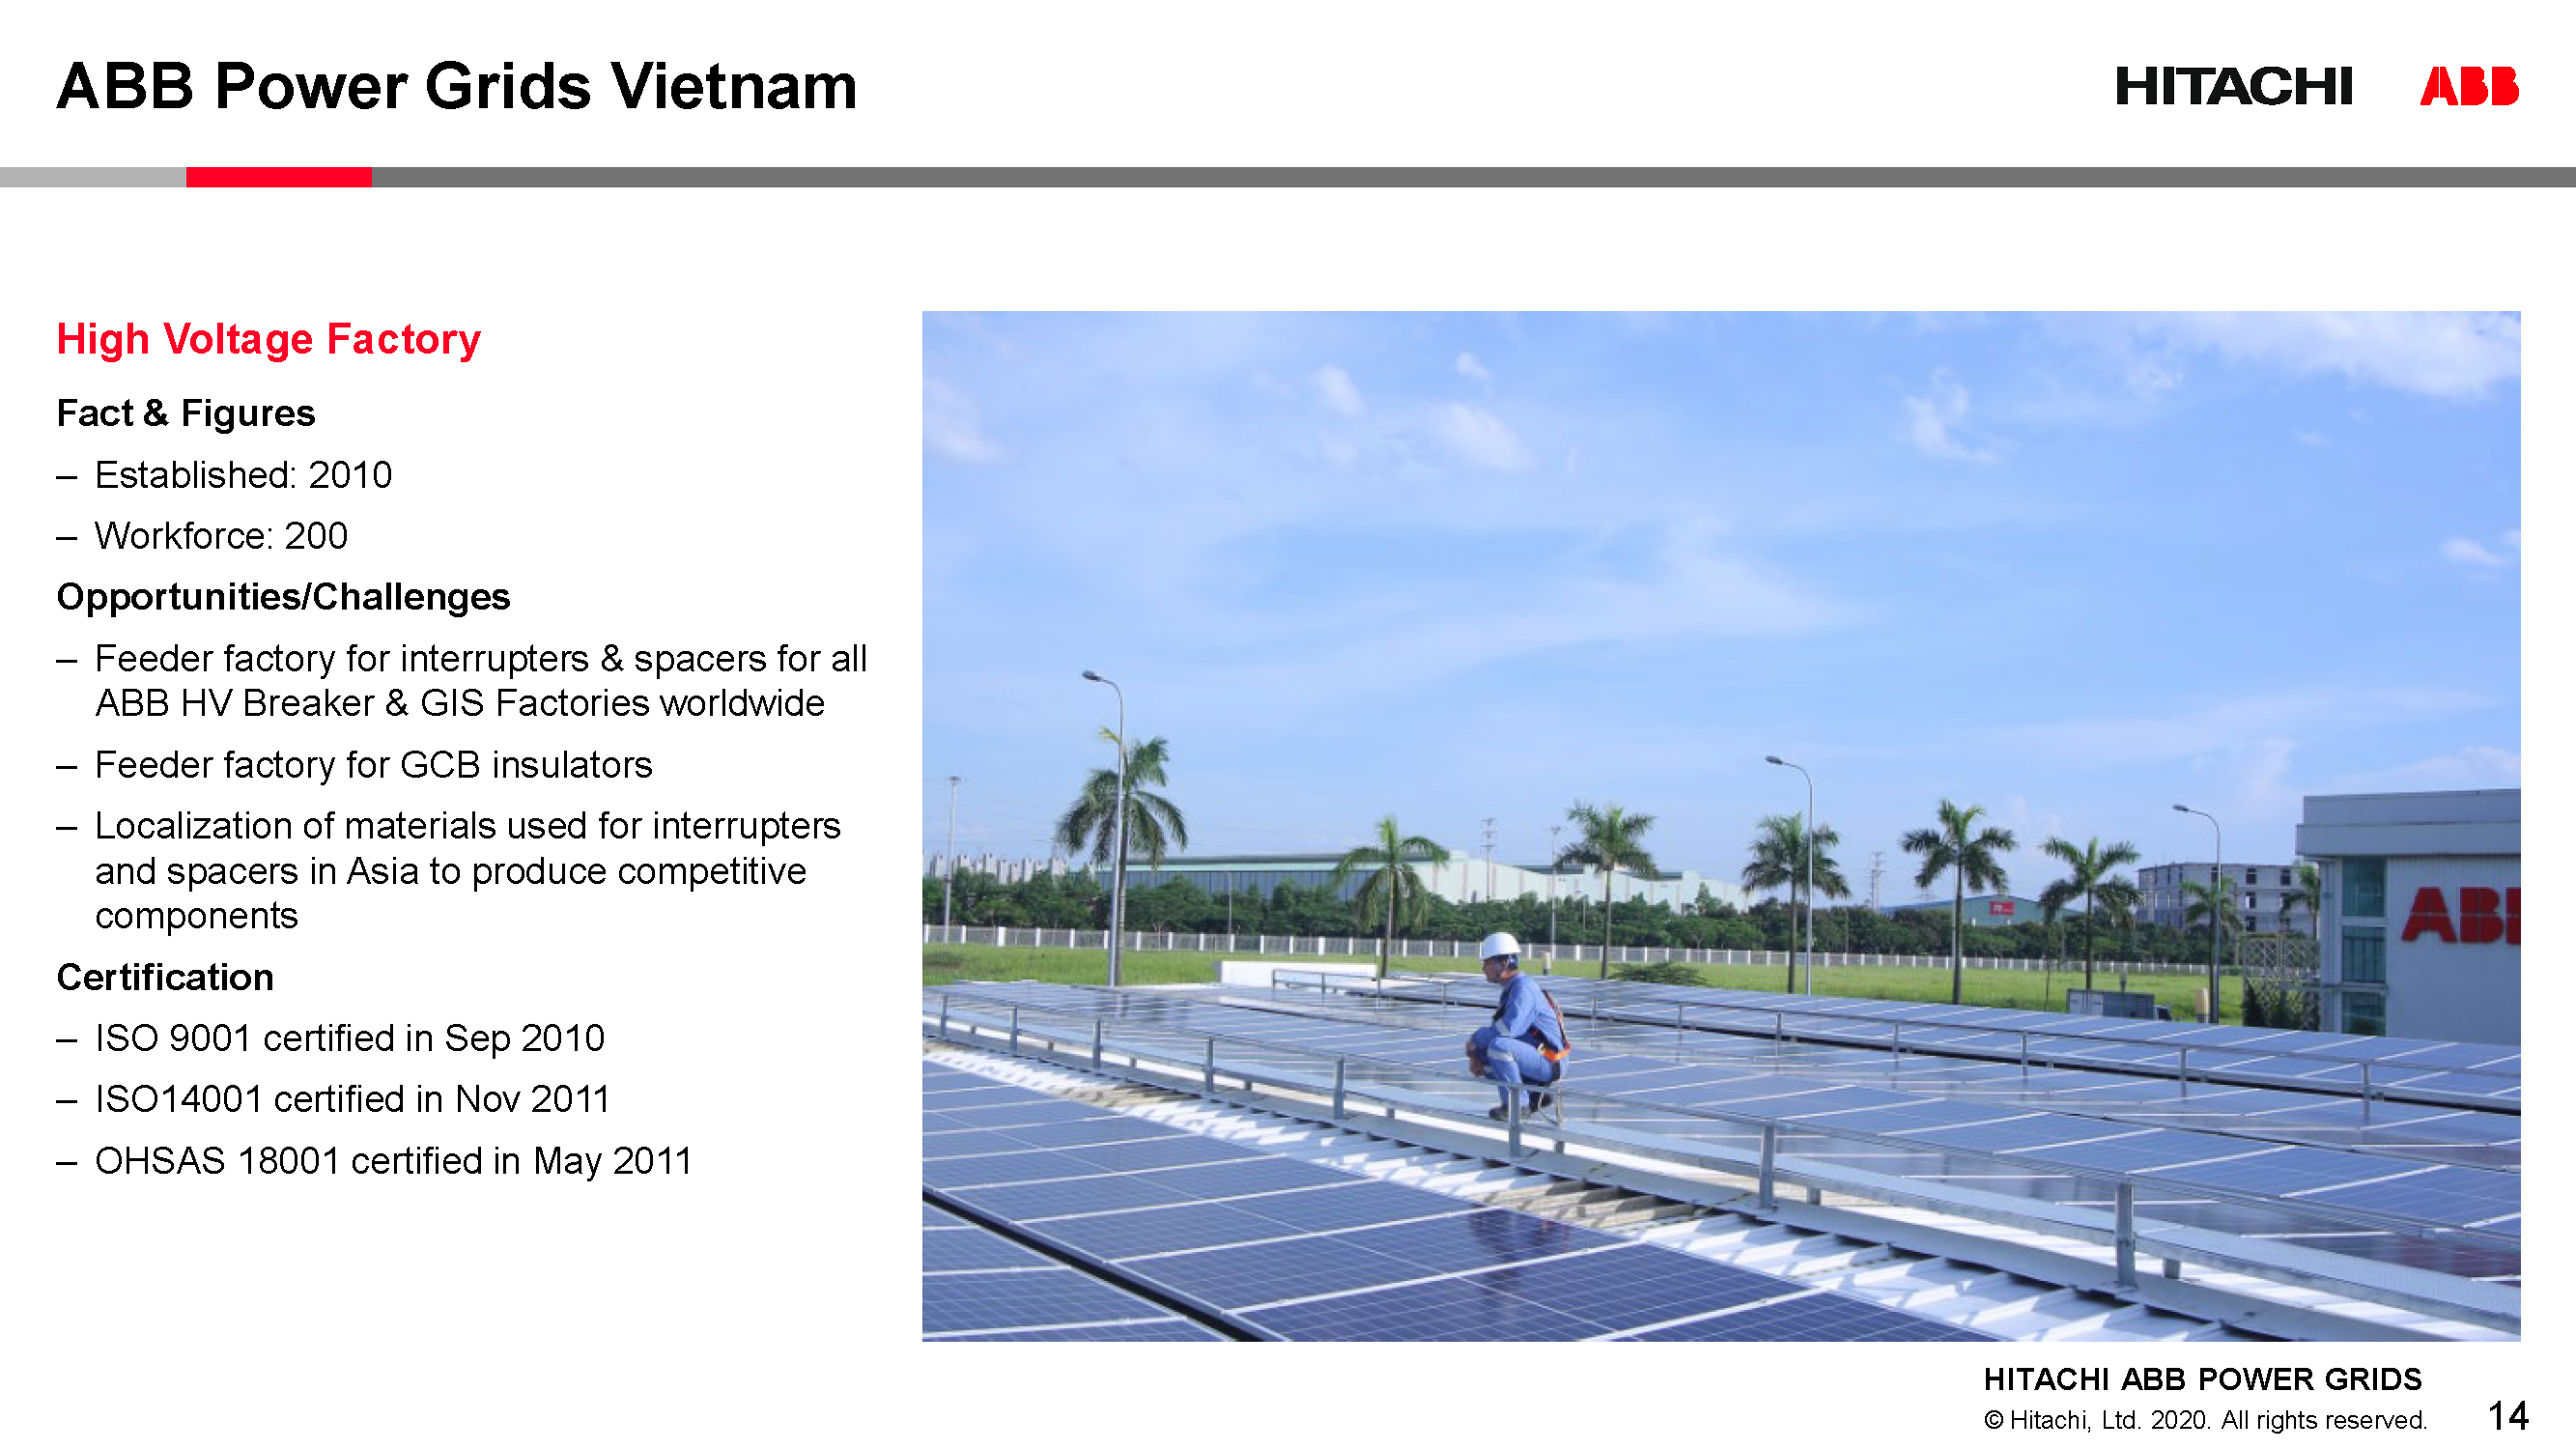 ABB Power Grids Vietnam
HITACHI ABB
High Voltage Factory
Fact & Figures
– Established: 2010
– Workforce: 200
Opportunities/Challenges
– Feeder factory for interrupters & spacers for all
ABB HV Breaker & GIS Factories worldwide
– Feeder factory for GCB insulators
– Localization of materials used for interrupters
and spacers in Asia to produce competitive
components
Certification
– ISO 9001 certified in Sep 2010
– ISO14001 certified in Nov 2011
– OHSAS 18001 certified in May 2011
ABB
HITACHI ABB POWER GRIDS
© Hitachi, Ltd. 2020. All rights reserved. 14